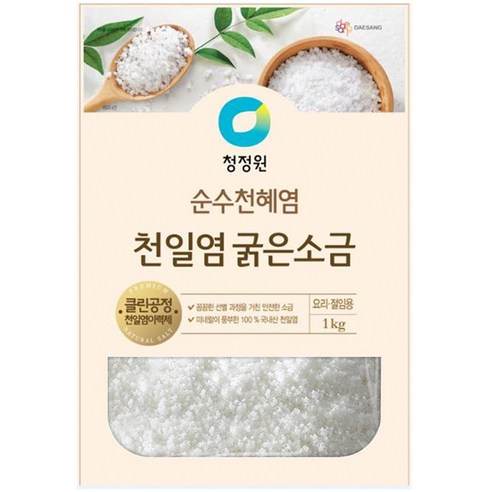 DAESANG
청정원
순수천혜염
천일염 굵은소금
PREMIUM
클린공정
천일염이력제
NATURAL SALT
꼼꼼한 선별 과정을 거친 안전한 소금
미네랄이 풍부한 100 % 국내산 천일염
요리·절임용
1kg